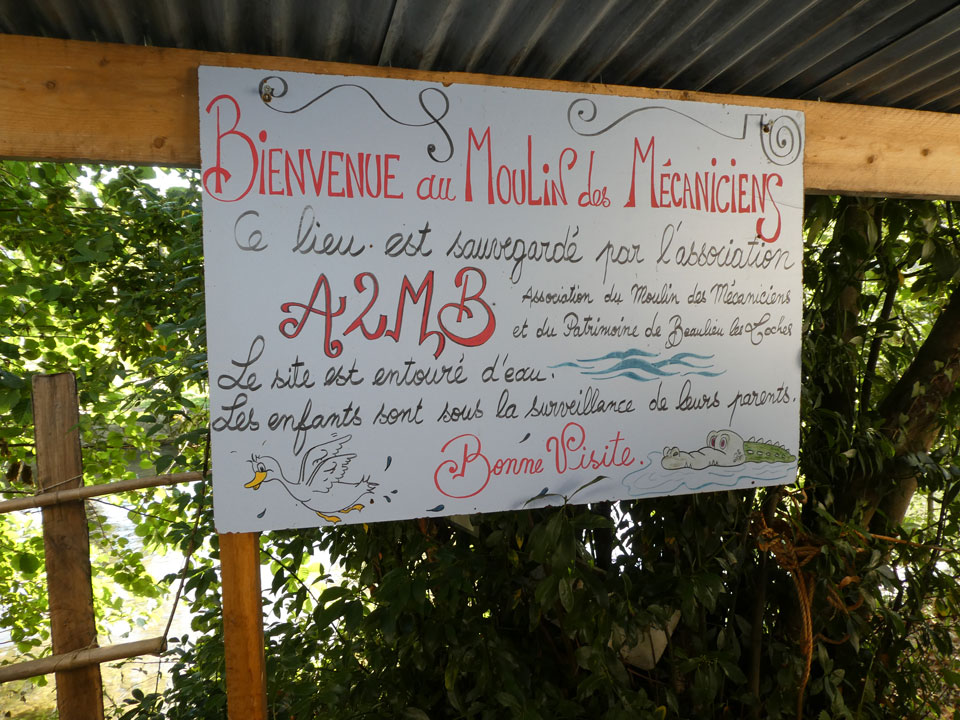 Bienvenue au Moulin des Mécaniciens
Ce lieu est sauvegardé par l'association
A2MB
Association du Moulin des Mécaniciens
et du Patrimoine de Beaulieu les Loches
Le site est entouré d'eau.
Les enfants sont sous la surveillance de leurs parents.
Bonne Visite.